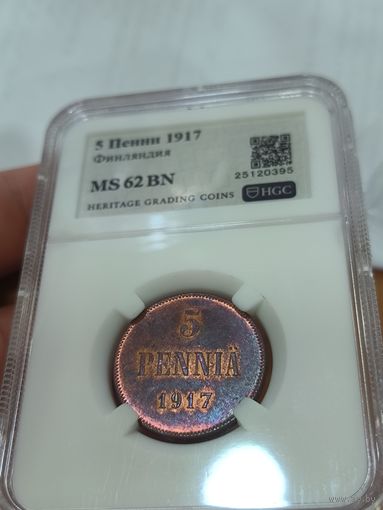 5 Пенни 1917
Финляндия
MS 62 BN
25120395
HERITAGE GRADING COINS HGC
5
PENNIÄ
1917